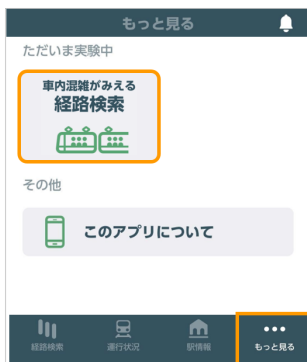 もっと見る
ただいま実験中
車内混雑がみえる
経路検索
その他
このアプリについて
経路検索
運行状況
駅情報
もっと見る